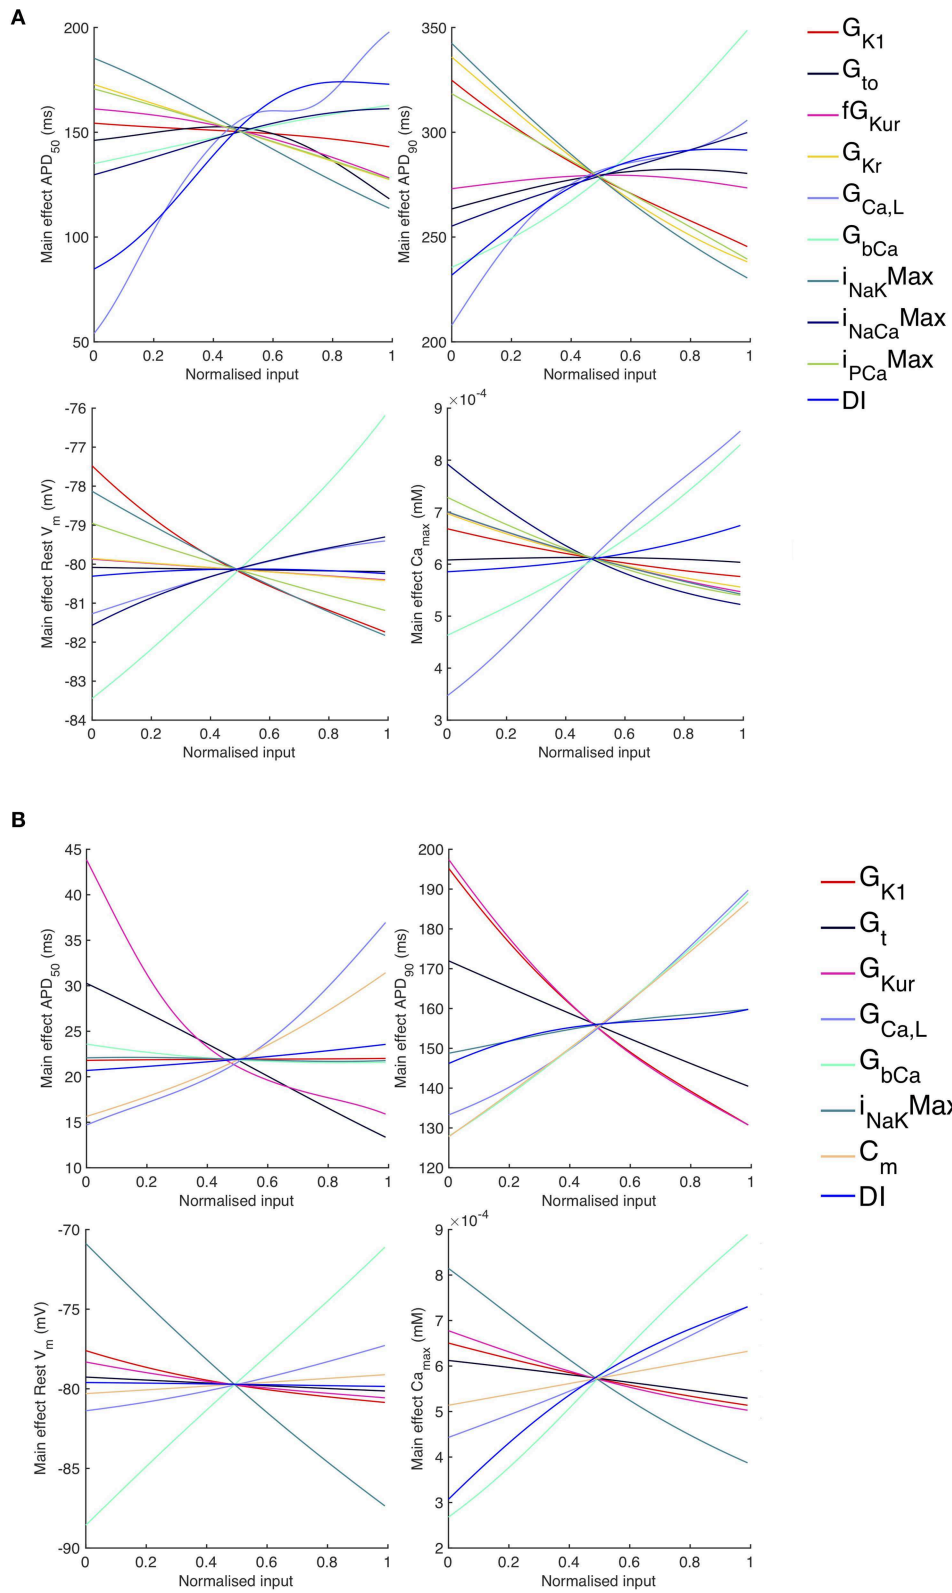 A
200
150
100
50
0
0.2
0.4
0.6
0.8
1
Normalised input
Main effect APD50 (ms)
350
300
250
200
0
0.2
0.4
0.6
0.8
1
Normalised input
Main effect APD90 (ms)
GK1
Gto
fGKur
GKr
GCa,L
GbCa
iNaKMax
iNaCaMax
iPCaMax
DI
-76
-77
-78
-79
-80
-81
-82
-83
-84
0
0.2
0.4
0.6
0.8
1
Normalised input
Main effect Rest Vm (mV)
×10-4
9
8
7
6
5
4
3
0
0.2
0.4
0.6
0.8
1
Normalised input
Main effect Camax (mM)
B
45
40
35
30
25
20
15
10
0
0.2
0.4
0.6
0.8
1
Normalised input
Main effect APD50 (ms)
200
190
180
170
160
150
140
130
120
0
0.2
0.4
0.6
0.8
1
Normalised input
Main effect APD90 (ms)
GK1
Gt
GKur
GCa,L
GbCa
iNaKMax
Cm
DI
-70
-75
-80
-85
-90
0
0.2
0.4
0.6
0.8
1
Normalised input
Main effect Rest Vm (mV)
×10-4
9
8
7
6
5
4
3
2
0
0.2
0.4
0.6
0.8
1
Normalised input
Main effect Camax (mM)